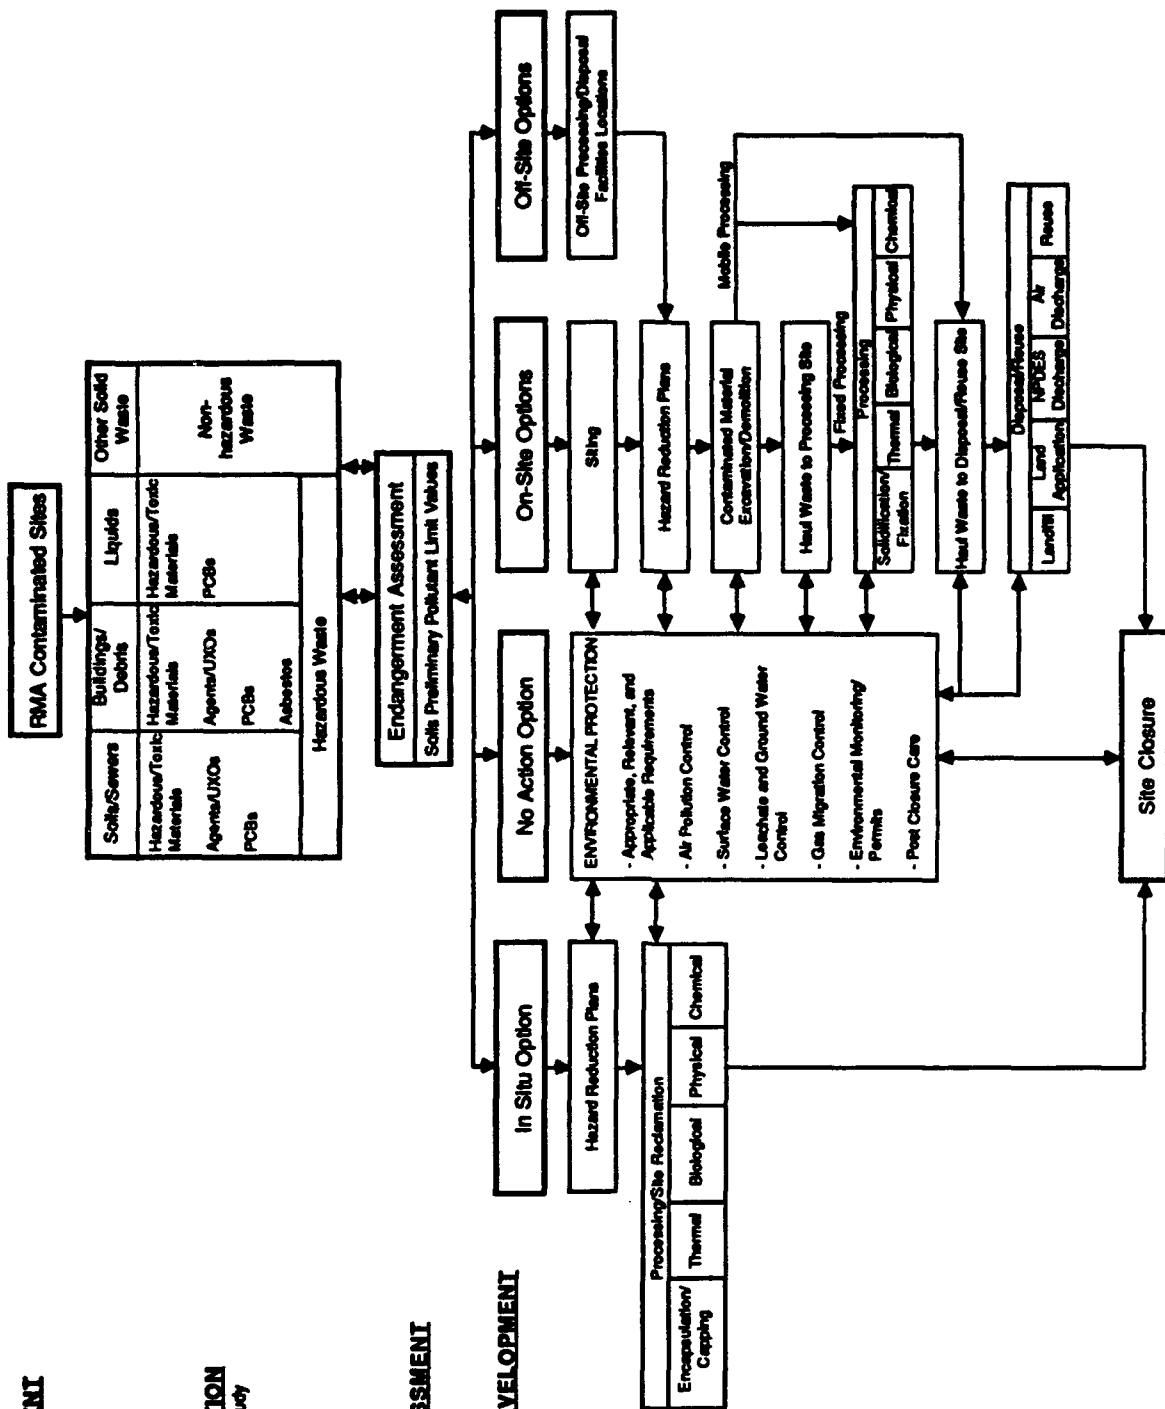 RMA Contaminated Sites
Soils/Sewers
Buildings/
Debris
Liquids
Other Solid
Waste
Hazardous/Toxic
Materials
Agents/UXOs
PCBs
Hazardous/Toxic
Materials
Agents/UXOs
PCBs
Asbestos
Hazardous/Toxic
Materials
PCBs
Non-
hazardous
Waste
Hazardous Waste
Endangerment Assessment
Soils Preliminary Pollutant Limit Values
In Situ Option
No Action Option
On-Site Options
Off-Site Options
Hazard Reduction Plans
Processing/Site Reclamation
Encapsulation/
Capping
Thermal
Biological
Physical
Chemical
ENVIRONMENTAL PROTECTION
- Appropriate, Relevant, and
Applicable Requirements
- Air Pollution Control
- Surface Water Control
- Leachate and Ground Water
Control
- Gas Migration Control
- Environmental Monitoring/
Permits
- Post Closure Care
Siting
Hazard Reduction Plans
Contaminated Material
Excavation/Demolition
Haul Waste to Processing Site
Fixed Processing
Mobile Processing
Processing
Solidification/
Fixation
Thermal
Biological
Physical
Chemical
Haul Waste to Disposal/Reuse Site
Disposal/Reuse
Landfill
Land
Application
NPDES
Discharge
Air
Discharge
Reuse
Off-Site Processing/Disposal
Facilities Locations
Site Closure
NT
ION
udy
SSMENT
VELOPMENT